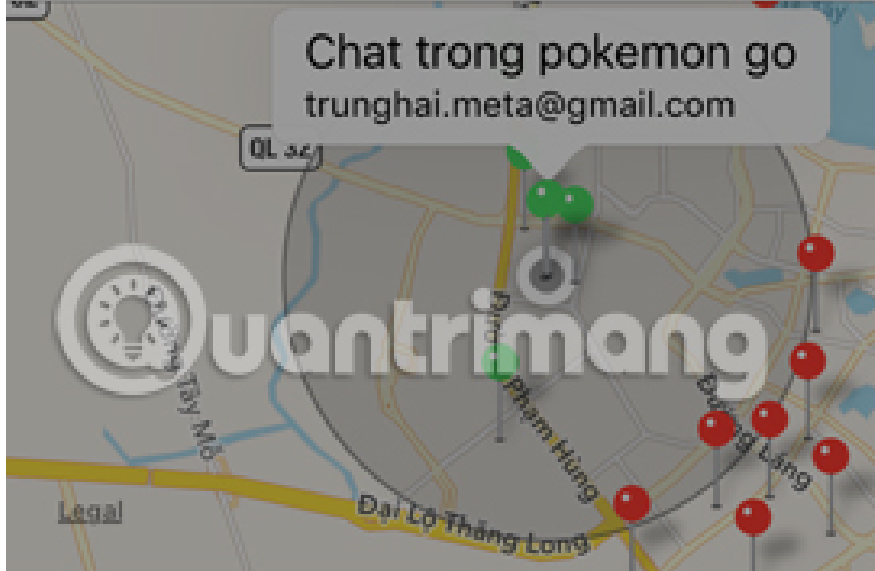 Chat trong pokemon go
trunghai.meta@gmail.com
QL 32
Quantrimang
Tây Mỗ
Phạm Hùng
Đường Láng
Đại Lộ Thăng Long
Legal